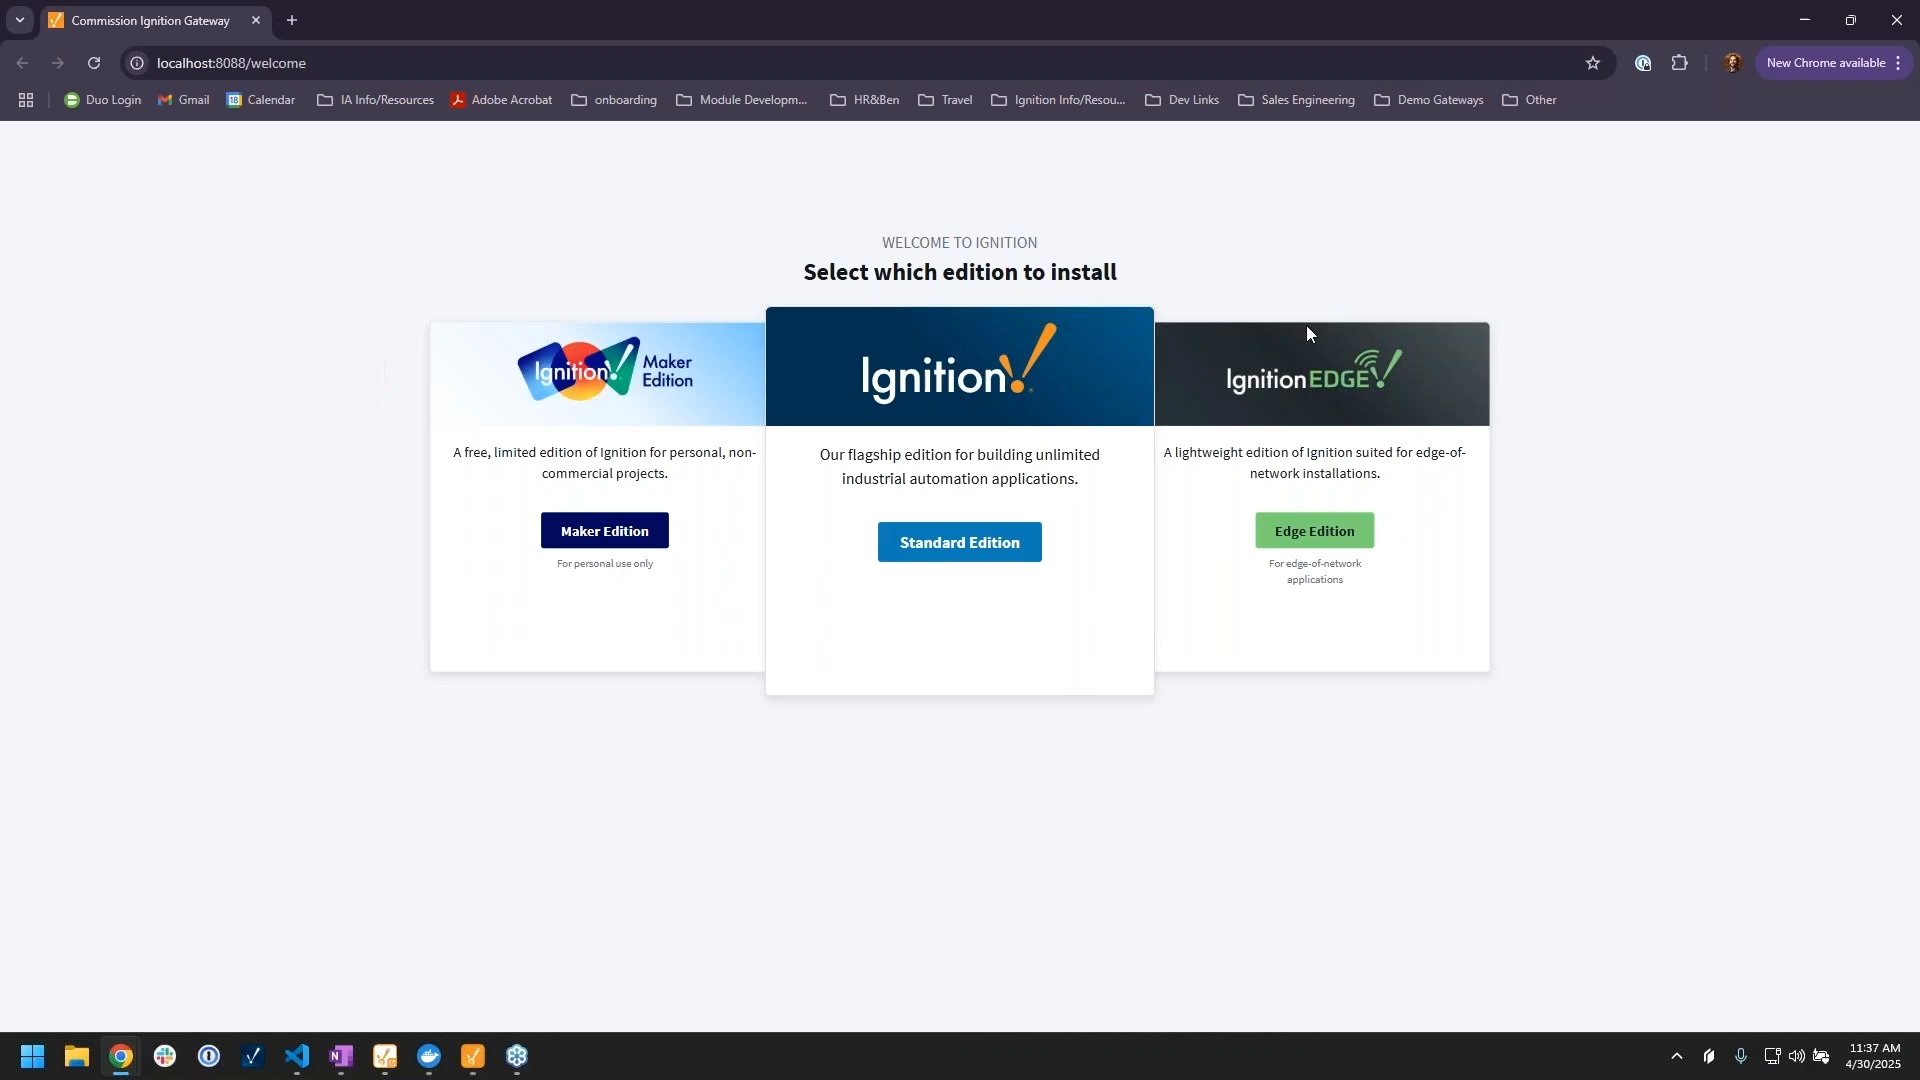 Commission Ignition Gateway
localhost:8088/welcome
New Chrome available
Duo Login
Gmail
18 Calendar
IA Info/Resources
Adobe Acrobat
onboarding
Module Developm...
HR&Ben
Travel
Ignition Info/Resou...
Dev Links
Sales Engineering
Demo Gateways
Other
WELCOME TO IGNITION
Select which edition to install
Ignition! Maker
Edition
A free, limited edition of Ignition for personal, non-
commercial projects.
Maker Edition
For personal use only
Ignition!
Our flagship edition for building unlimited
industrial automation applications.
Standard Edition
Ignition EDGE!
A lightweight edition of Ignition suited for edge-of-
network installations.
Edge Edition
For edge-of-network
applications
11:37 AM
4/30/2025